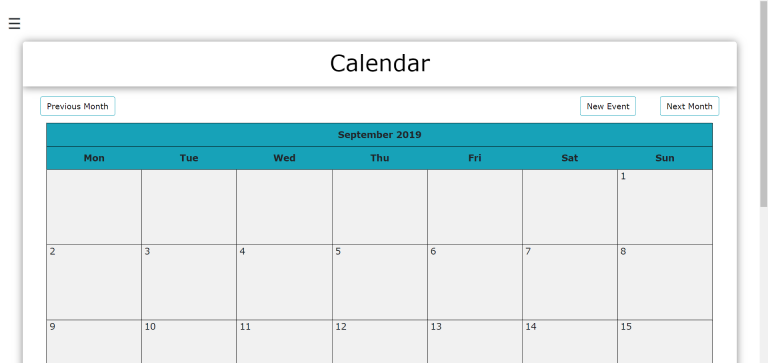 ☰
Calendar
Previous Month New Event Next Month
September 2019
Mon Tue Wed Thu Fri Sat Sun
1
2 3 4 5 6 7 8
9 10 11 12 13 14 15